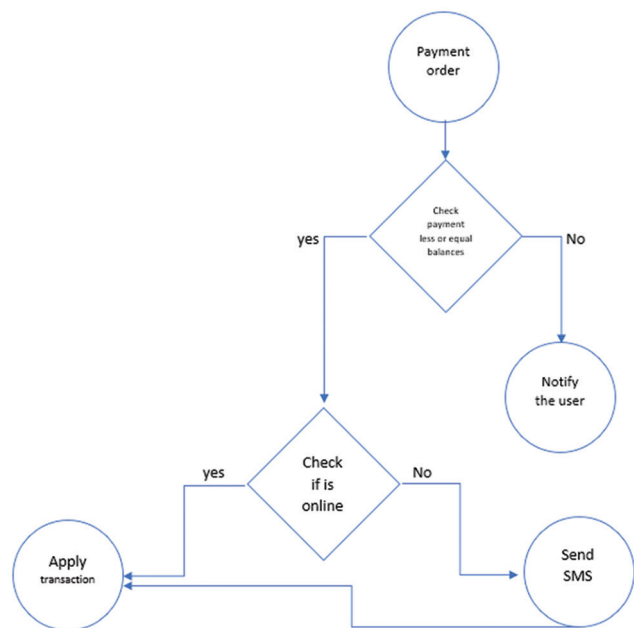 Payment
order
Check
payment
less or equal
balances
yes
No
Notify
the user
Check
if is
online
yes
No
Apply
transaction
Send
SMS